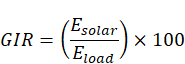 GIR = (E_solar / E_load) × 100